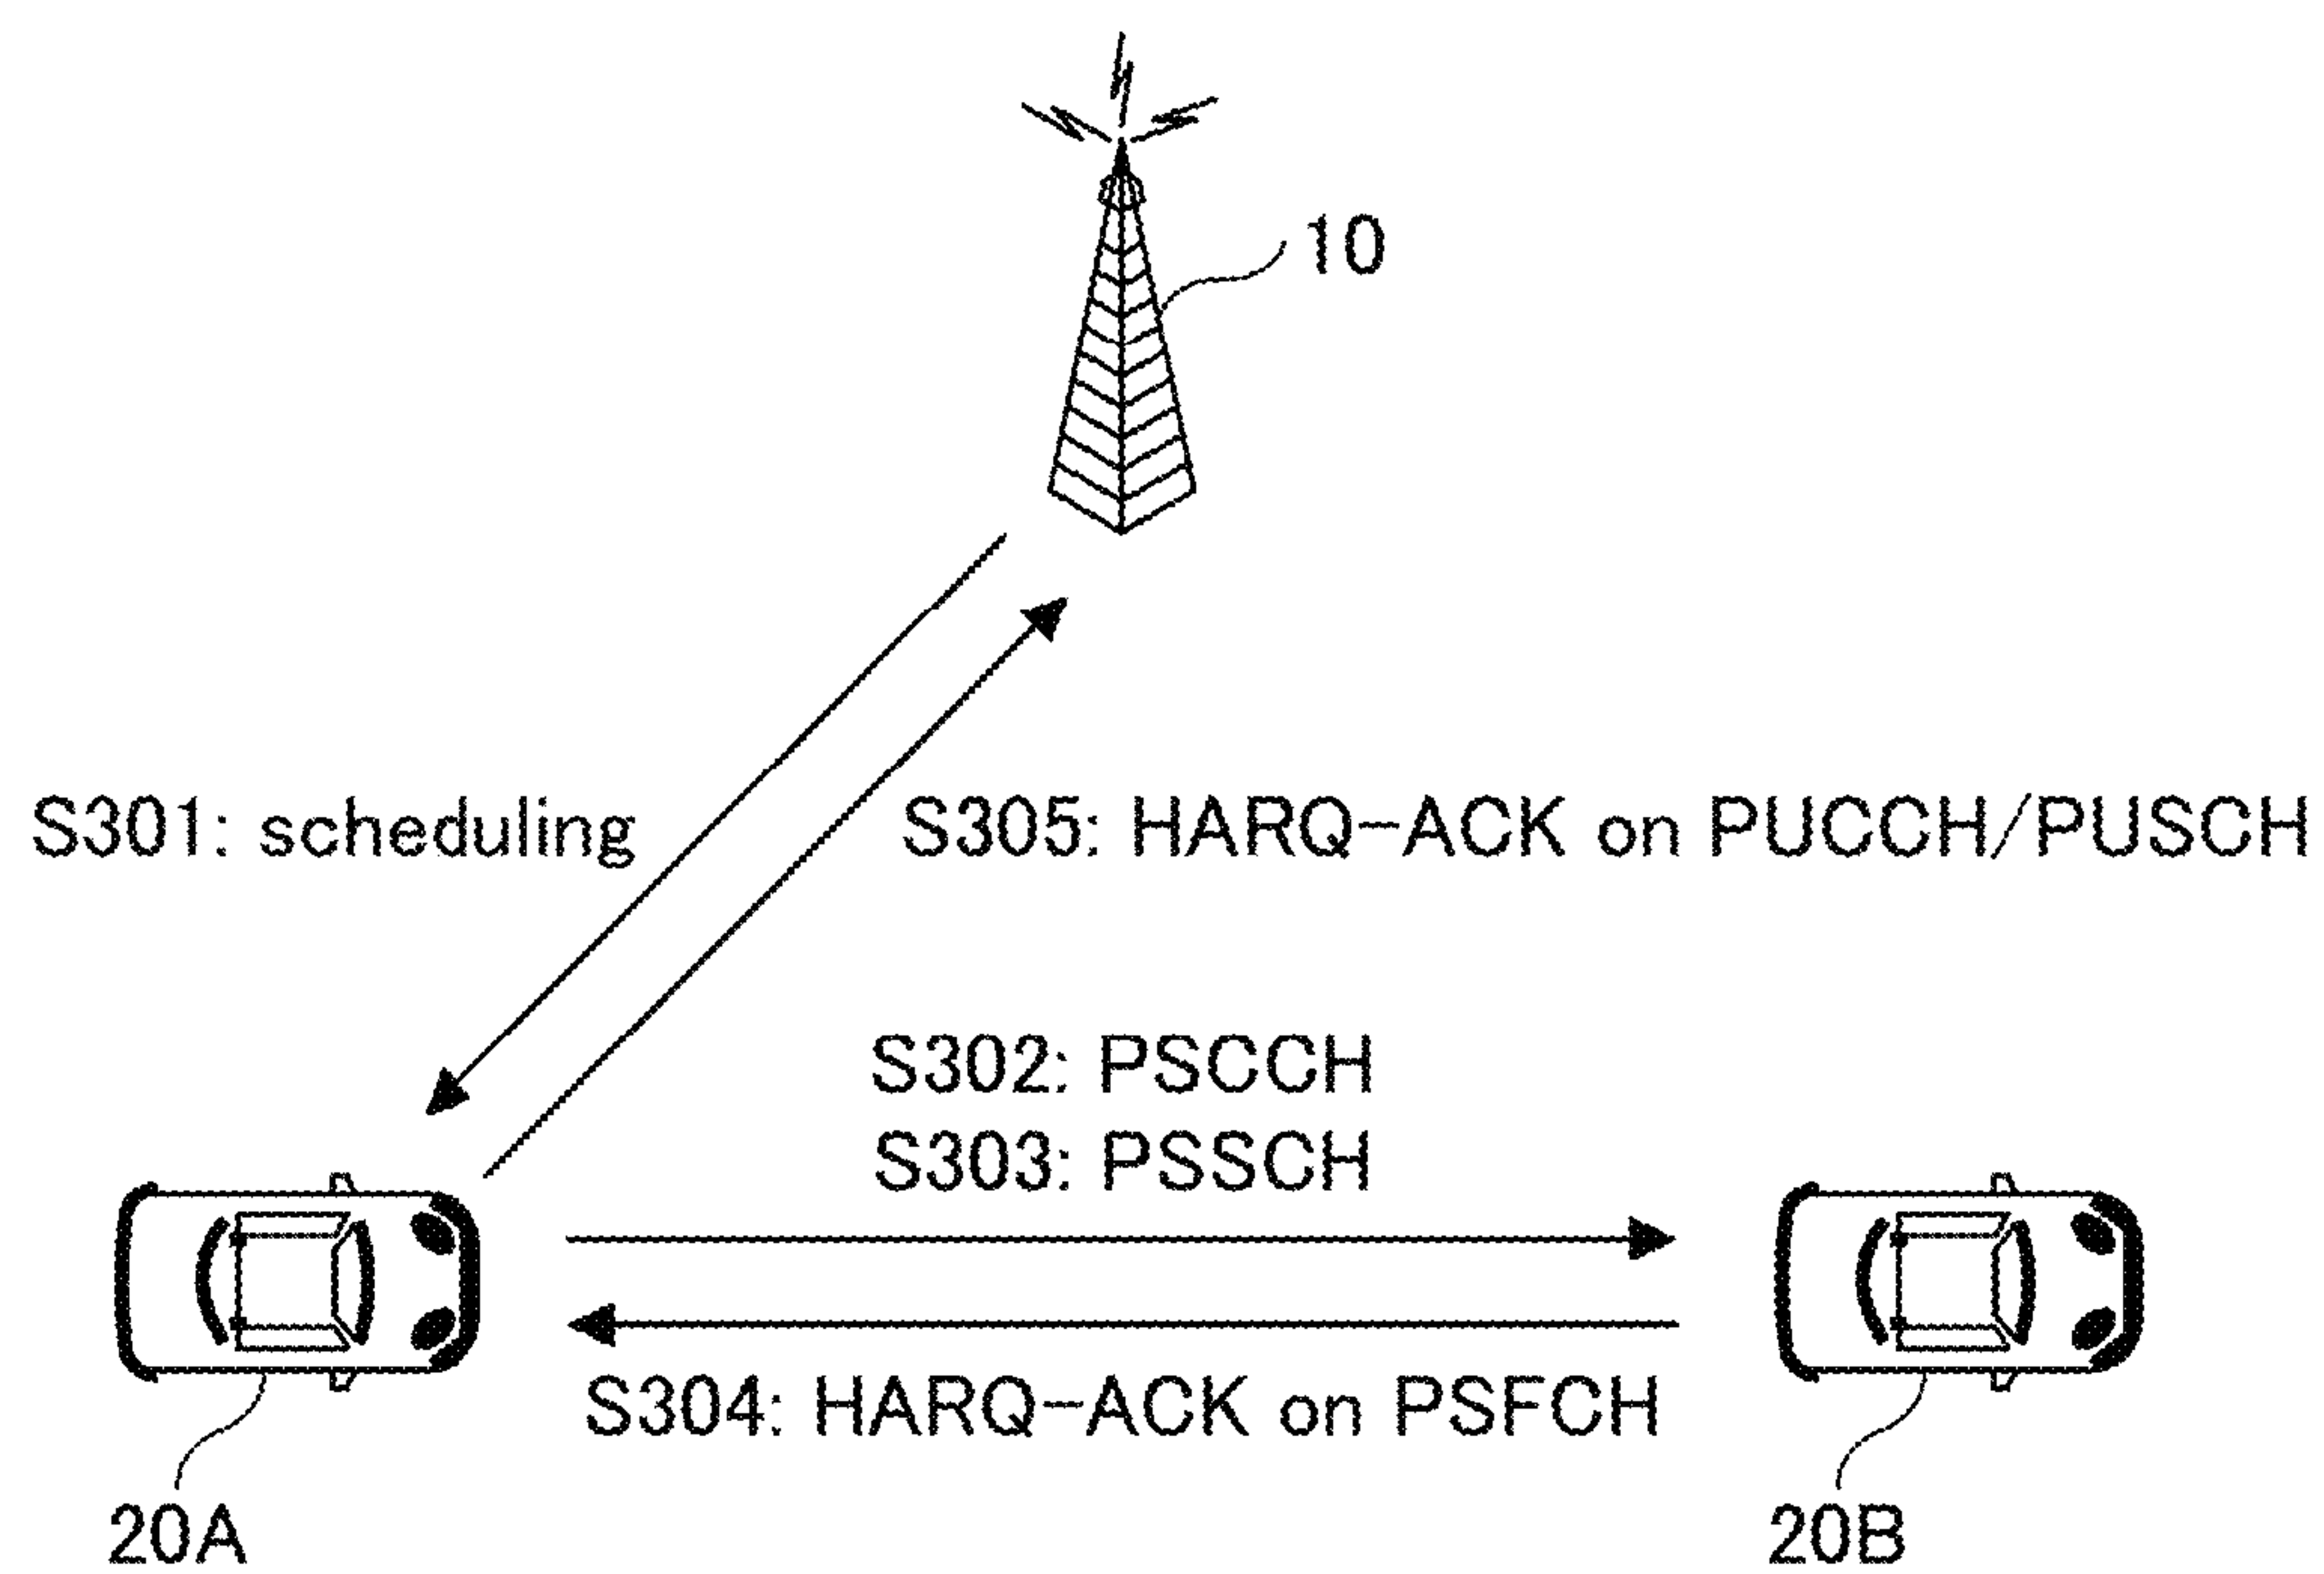 10
S301: scheduling
S305: HARQ-ACK on PUCCH/PUSCH
S302: PSCCH
S303: PSSCH
S304: HARQ-ACK on PSFCH
20A
20B